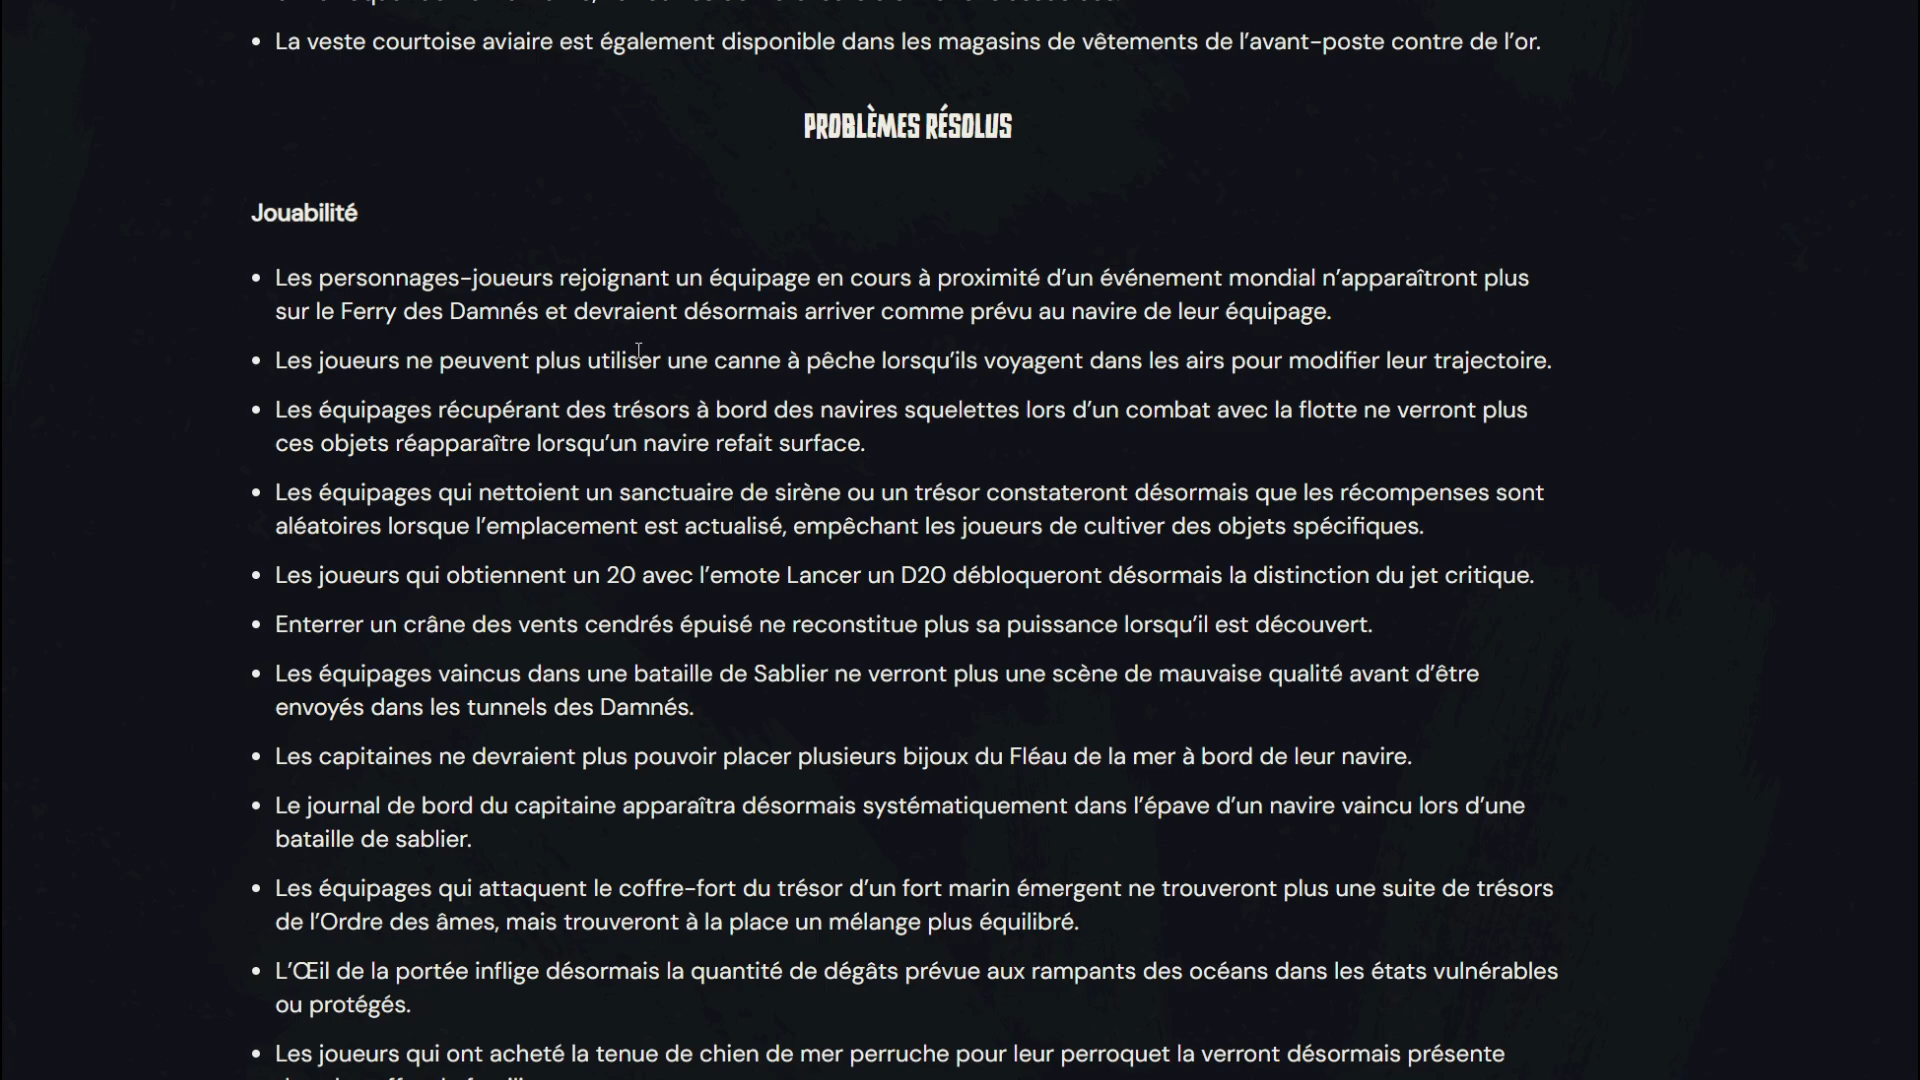 • La veste courtoise aviaire est également disponible dans les magasins de vêtements de l’avant-poste contre de l’or.
PROBLÈMES RÉSOLUS
Jouabilité
• Les personnages-joueurs rejoignant un équipage en cours à proximité d’un événement mondial n’apparaîtront plus
sur le Ferry des Damnés et devraient désormais arriver comme prévu au navire de leur équipage.
• Les joueurs ne peuvent plus utiliser une canne à pêche lorsqu’ils voyagent dans les airs pour modifier leur trajectoire.
• Les équipages récupérant des trésors à bord des navires squelettes lors d’un combat avec la flotte ne verront plus
ces objets réapparaître lorsqu’un navire refait surface.
• Les équipages qui nettoient un sanctuaire de sirène ou un trésor constateront désormais que les récompenses sont
aléatoires lorsque l’emplacement est actualisé, empêchant les joueurs de cultiver des objets spécifiques.
• Les joueurs qui obtiennent un 20 avec l’emote Lancer un D20 débloqueront désormais la distinction du jet critique.
• Enterrer un crâne des vents cendrés épuisé ne reconstitue plus sa puissance lorsqu’il est découvert.
• Les équipages vaincus dans une bataille de Sablier ne verront plus une scène de mauvaise qualité avant d’être
envoyés dans les tunnels des Damnés.
• Les capitaines ne devraient plus pouvoir placer plusieurs bijoux du Fléau de la mer à bord de leur navire.
• Le journal de bord du capitaine apparaîtra désormais systématiquement dans l’épave d’un navire vaincu lors d’une
bataille de sablier.
• Les équipages qui attaquent le coffre-fort du trésor d’un fort marin émergent ne trouveront plus une suite de trésors
de l’Ordre des âmes, mais trouveront à la place un mélange plus équilibré.
• L’Œil de la portée inflige désormais la quantité de dégâts prévue aux rampants des océans dans les états vulnérables
ou protégés.
• Les joueurs qui ont acheté la tenue de chien de mer perruche pour leur perroquet la verront désormais présente